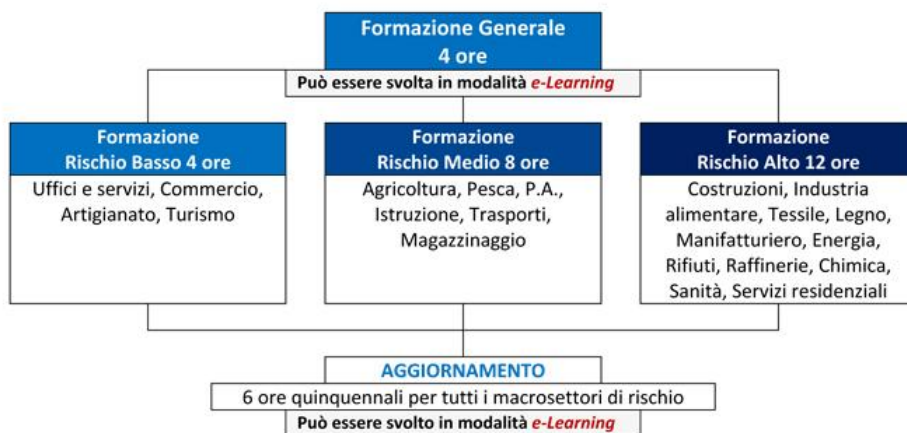 Formazione Generale
4 ore
Può essere svolta in modalità e-Learning
Formazione
Rischio Basso 4 ore
Uffici e servizi, Commercio,
Artigianato, Turismo
Formazione
Rischio Medio 8 ore
Agricoltura, Pesca, P.A.,
Istruzione, Trasporti,
Magazzinaggio
Formazione
Rischio Alto 12 ore
Costruzioni, Industria
alimentare, Tessile, Legno,
Manifatturiero, Energia,
Rifiuti, Raffinerie, Chimica,
Sanità, Servizi residenziali
AGGIORNAMENTO
6 ore quinquennali per tutti i macrosettori di rischio
Può essere svolto in modalità e-Learning